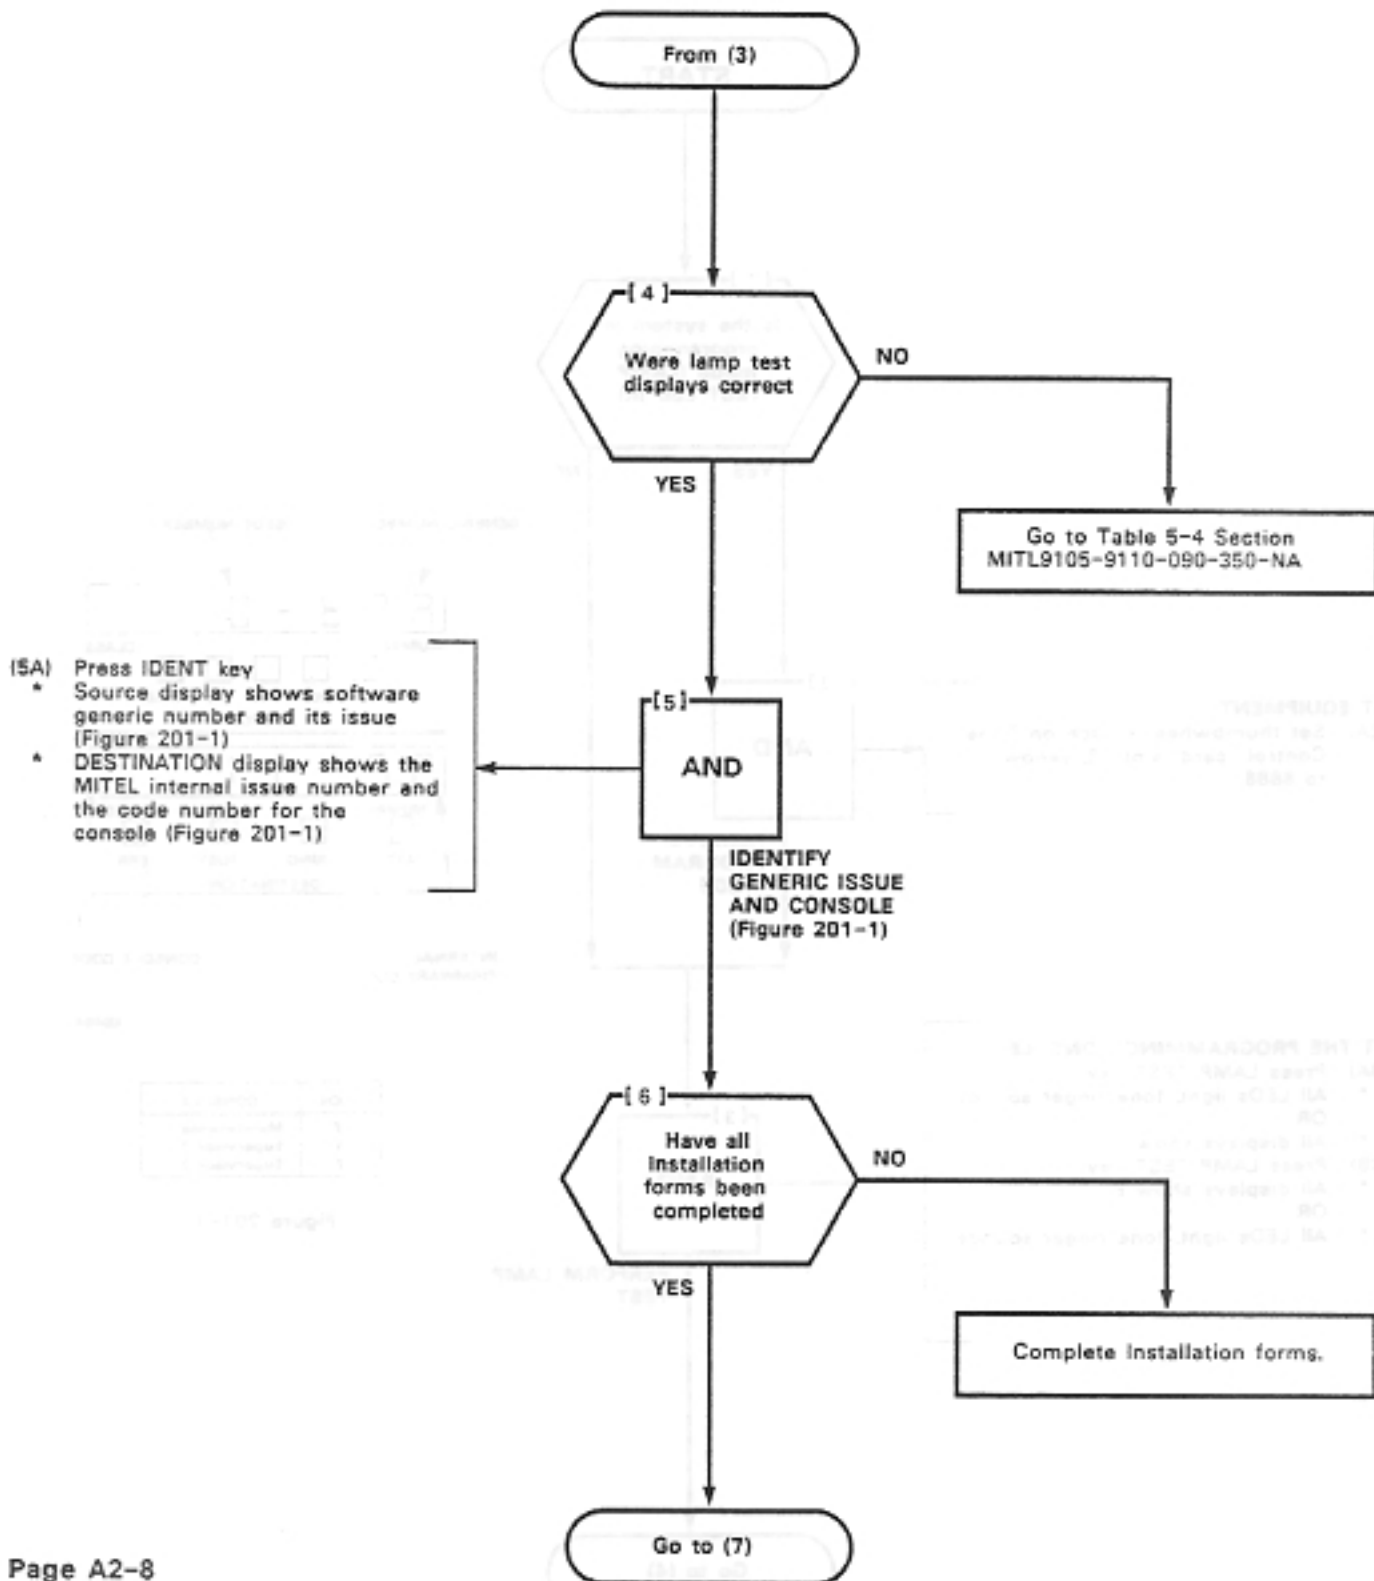 From (3)
[4]
Were lamp test
displays correct
NO
YES
Go to Table 5-4 Section
MITL9105-9110-090-350-NA
(5A) Press IDENT key
* Source display shows software
generic number and its issue
(Figure 201-1)
* DESTINATION display shows the
MITEL internal issue number and
the code number for the
console (Figure 201-1)
[5]
AND
IDENTIFY
GENERIC ISSUE
AND CONSOLE
(Figure 201-1)
[6]
Have all
Installation
forms been
completed
NO
YES
Complete Installation forms.
Go to (7)
Page A2-8